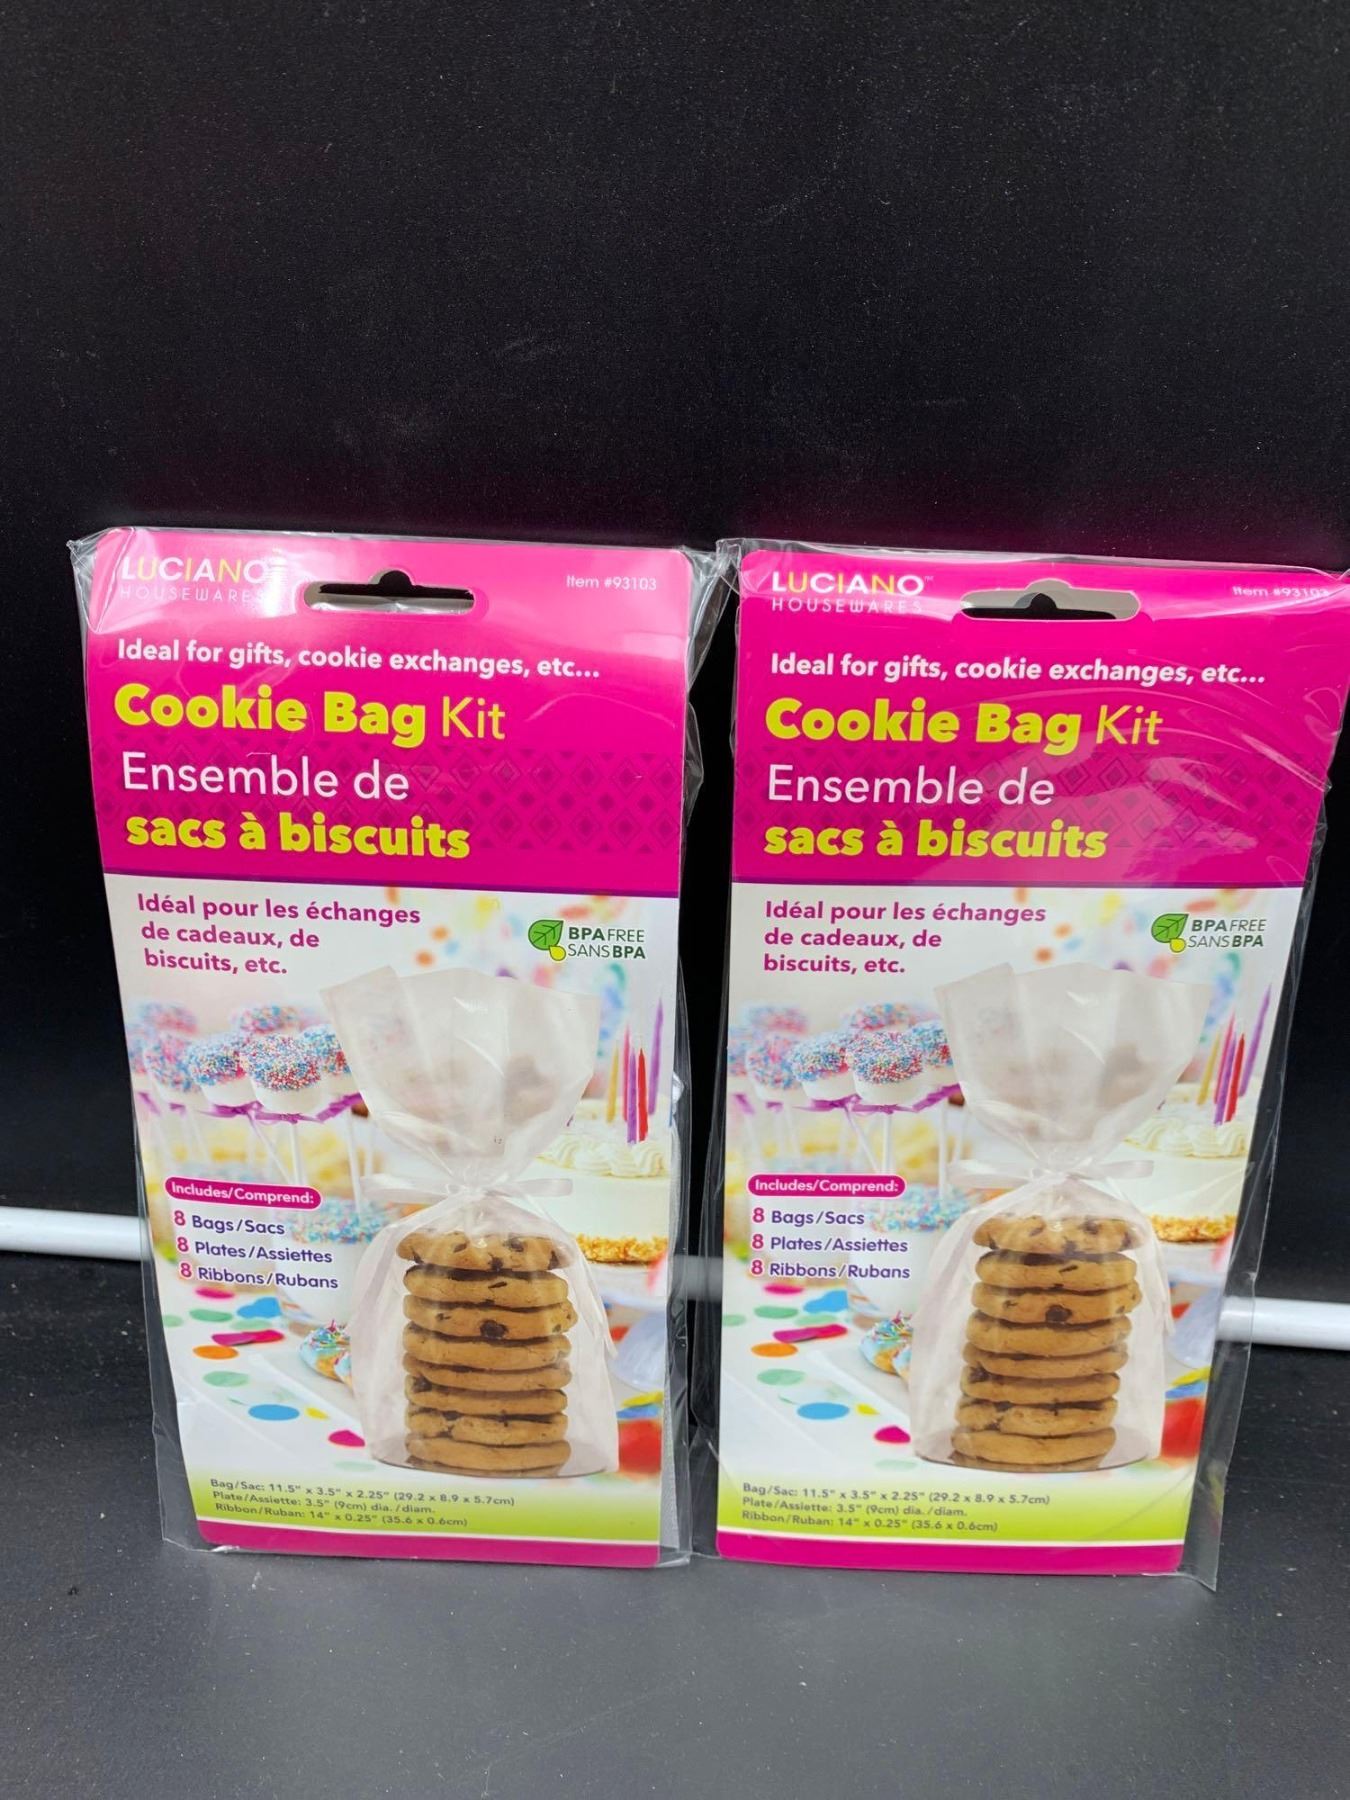 LUCIANO
HOUSEWARES
Item #93103
Ideal for gifts, cookie exchanges, etc...
Cookie Bag Kit
Ensemble de
sacs à biscuits
Idéal pour les échanges
de cadeaux, de
biscuits, etc.
BPA FREE
SANS BPA
Includes/Comprend:
8 Bags/Sacs
8 Plates/Assiettes
8 Ribbons/Rubans
Bag/Sac: 11.5" x 3.5" x 2.25" (29.2 x 8.9 x 5.7cm)
Plate/Assiette: 3.5" (9cm) dia./diam.
Ribbon/Ruban: 14" x 0.25" (35.6 x 0.6cm)
LUCIANO™
HOUSEWARES
Item #93103
Ideal for gifts, cookie exchanges, etc...
Cookie Bag Kit
Ensemble de
sacs à biscuits
Idéal pour les échanges
de cadeaux, de
biscuits, etc.
BPA FREE
SANS BPA
Includes/Comprend:
8 Bags/Sacs
8 Plates/Assiettes
8 Ribbons/Rubans
Bag/Sac: 11.5" x 3.5" x 2.25" (29.2 x 8.9 x 5.7cm)
Plate/Assiette: 3.5" (9cm) dia./diam.
Ribbon/Ruban: 14" x 0.25" (35.6 x 0.6cm)